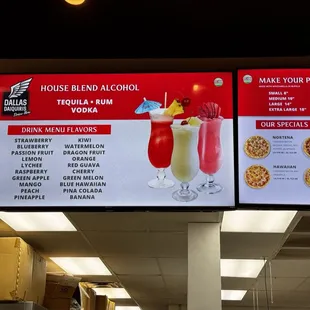 DALLAS
DAIQUIRIS
HOUSE BLEND ALCOHOL
TEQUILA • RUM
VODKA
DRINK MENU FLAVORS
STRAWBERRY
BLUEBERRY
PASSION FRUIT
LEMON
LYCHEE
RASPBERRY
GREEN APPLE
MANGO
PEACH
PINEAPPLE
KIWI
WATERMELON
DRAGON FRUIT
ORANGE
GRAPE
CHERRY
GREEN MELON
BLUE HAWAIIAN
PINA COLADA
BANANA
MAKE YOUR P
SMALL 8"
MEDIUM 10"
LARGE 14"
EXTRA LARGE 18"
OUR SPECIALS
NORTENA
HAWAIIAN